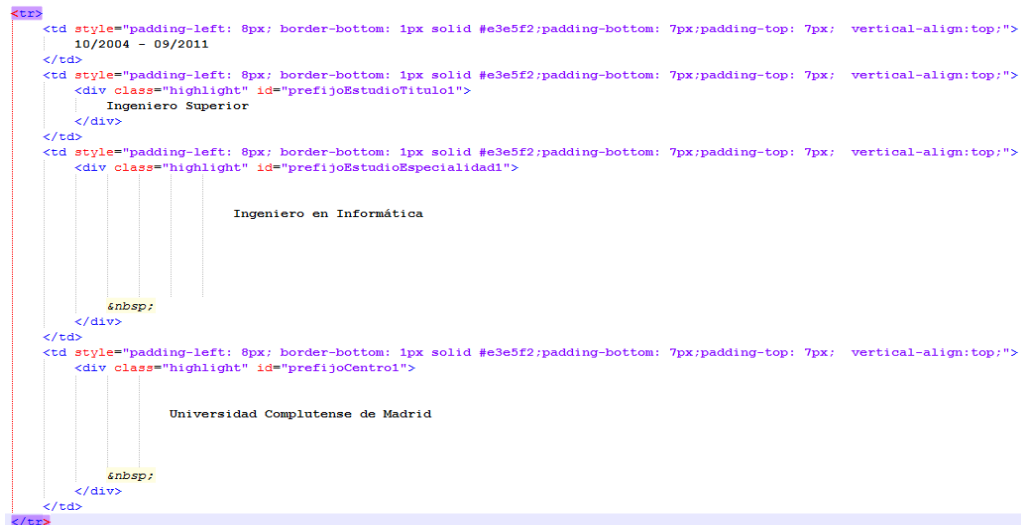 <tr>
<td style="padding-left: 8px; border-bottom: 1px solid #e3e5f2;padding-bottom: 7px;padding-top: 7px;  vertical-align:top;">
10/2004 - 09/2011
</td>
<td style="padding-left: 8px; border-bottom: 1px solid #e3e5f2;padding-bottom: 7px;padding-top: 7px;  vertical-align:top;">
<div class="highlight" id="prefijoEstudioTitulo1">
Ingeniero Superior
</div>
</td>
<td style="padding-left: 8px; border-bottom: 1px solid #e3e5f2;padding-bottom: 7px;padding-top: 7px;  vertical-align:top;">
<div class="highlight" id="prefijoEstudioEspecialidad1">
Ingeniero en Informática
&nbsp;
</div>
</td>
<td style="padding-left: 8px; border-bottom: 1px solid #e3e5f2;padding-bottom: 7px;padding-top: 7px;  vertical-align:top;">
<div class="highlight" id="prefijoCentro1">
Universidad Complutense de Madrid
&nbsp;
</div>
</td>
</tr>